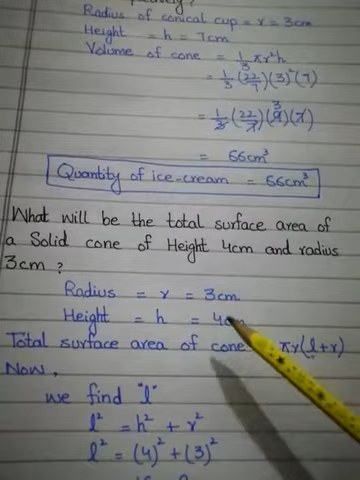 Radius of conical cup = r = 3cm
Height = h = 7cm
Volume of cone = 1/3 πr²h
= 1/3 (22/7)(3)²(7)
= 1/3 (22/7)(9)(7)
3
= 66cm³
Quantity of ice-cream = 66cm³
What will be the total surface area of
a Solid cone of Height 4cm and radius
3cm ?
Radius = r = 3cm
Height = h = 4cm
Total surface area of cone πr(l+r)
Now,
we find "l"
l² = h² + r²
l² = (4)² + (3)²